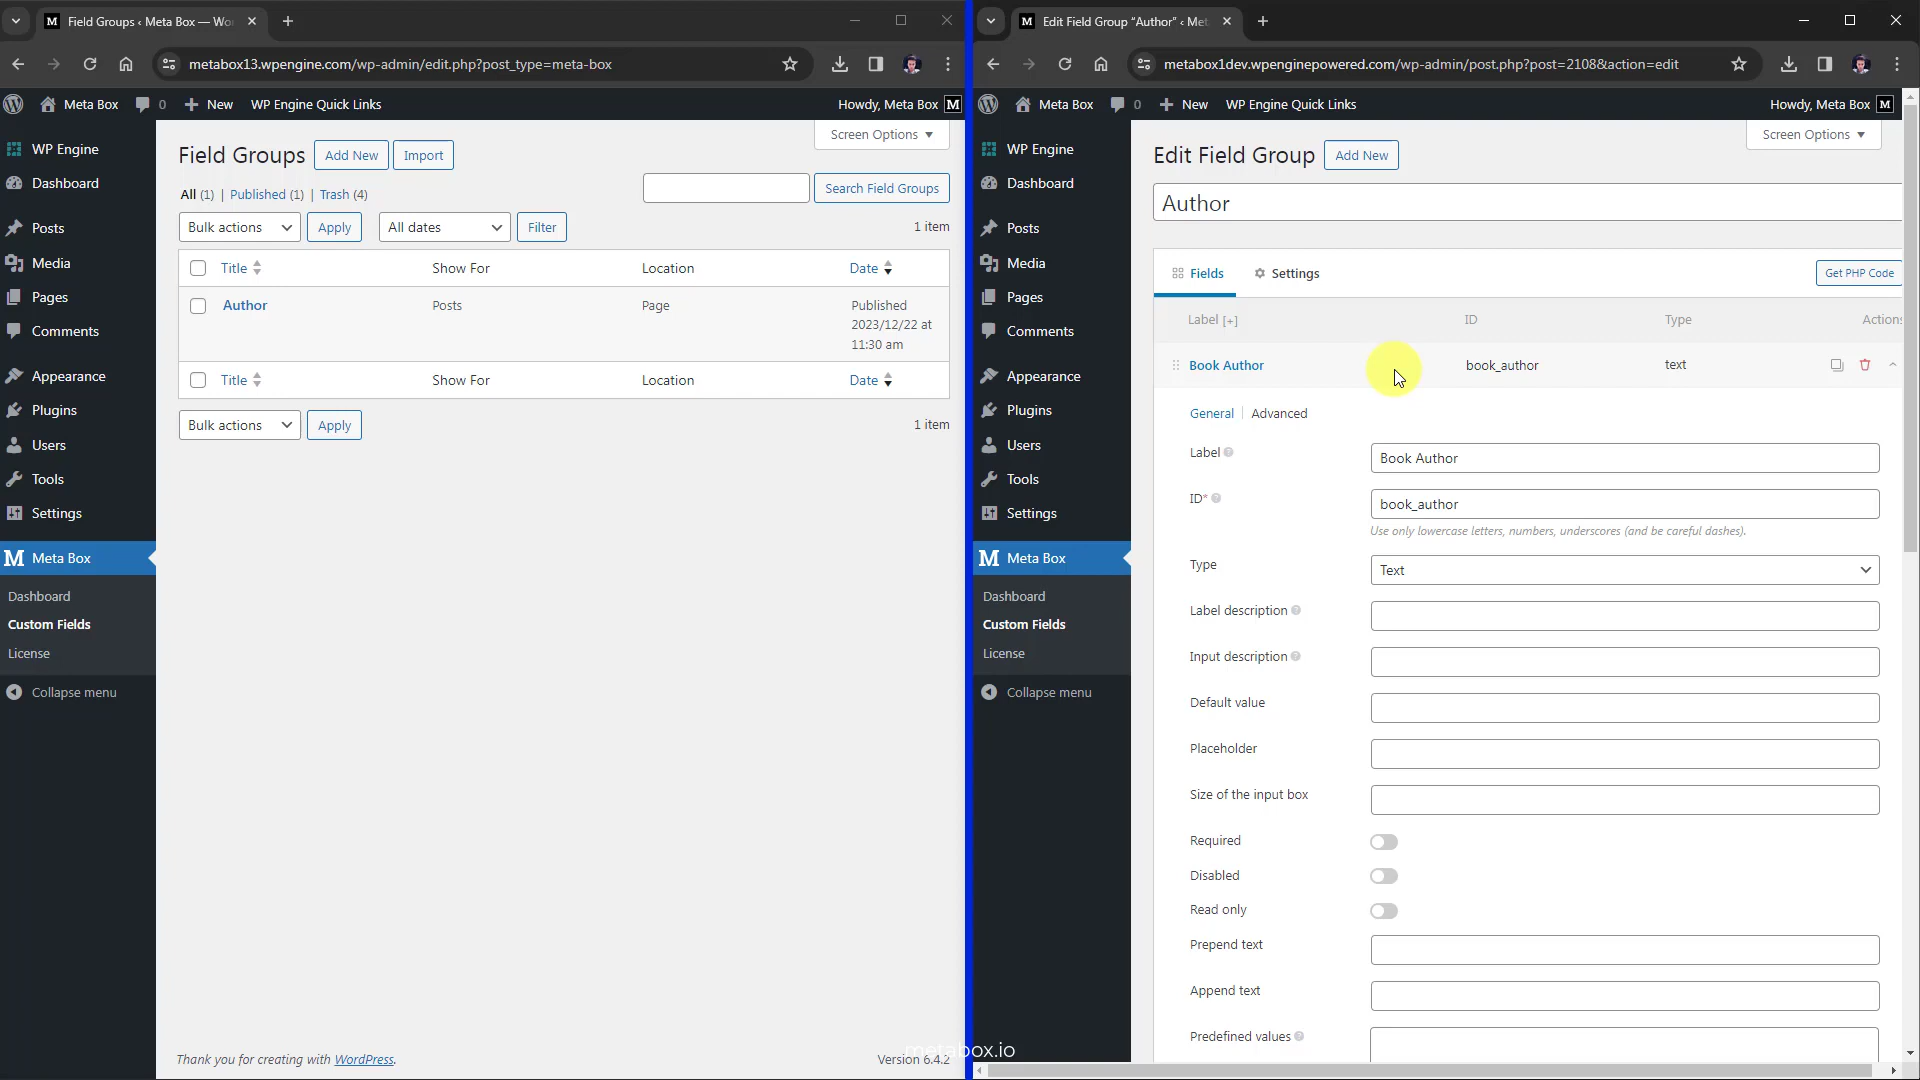 Field Groups ‹ Meta Box — Wo
metabox13.wpengine.com/wp-admin/edit.php?post_type=meta-box
Meta Box 0 New WP Engine Quick Links Howdy, Meta Box
WP Engine
Dashboard
Posts
Media
Pages
Comments
Appearance
Plugins
Users
Tools
Settings
Meta Box
Dashboard
Custom Fields
License
Collapse menu
Screen Options
Field Groups Add New Import
All (1) | Published (1) | Trash (4)
Search Field Groups
Bulk actions Apply All dates Filter 1 item
Title Show For Location Date
Author Posts Page Published
2023/12/22 at
11:30 am
Title Show For Location Date
Bulk actions Apply 1 item
Thank you for creating with WordPress. Version 6.4.2
Edit Field Group “Author” ‹ Met
metabox1dev.wpenginepowered.com/wp-admin/post.php?post=2108&action=edit
Meta Box 0 New WP Engine Quick Links Howdy, Meta Box
WP Engine
Dashboard
Posts
Media
Pages
Comments
Appearance
Plugins
Users
Tools
Settings
Meta Box
Dashboard
Custom Fields
License
Collapse menu
Screen Options
Edit Field Group Add New
Author
Fields Settings Get PHP Code
Label [+] ID Type Actions
Book Author book_author text
General Advanced
Label Book Author
ID* book_author
Use only lowercase letters, numbers, underscores (and be careful dashes).
Type Text
Label description
Input description
Default value
Placeholder
Size of the input box
Required
Disabled
Read only
Prepend text
Append text
Predefined values
metabox.io